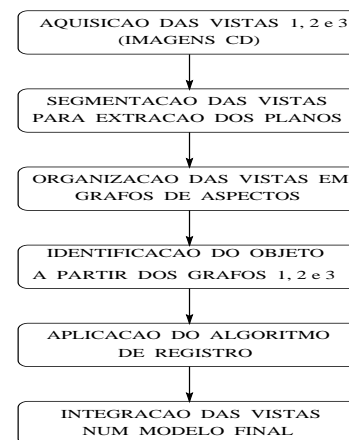 AQUISICAO DAS VISTAS 1, 2 e 3
(IMAGENS CD)
SEGMENTACAO DAS VISTAS
PARA EXTRACAO DOS PLANOS
ORGANIZACAO DAS VISTAS EM
GRAFOS DE ASPECTOS
IDENTIFICACAO DO OBJETO
A PARTIR DOS GRAFOS 1, 2 e 3
APLICACAO DO ALGORITMO
DE REGISTRO
INTEGRACAO DAS VISTAS
NUM MODELO FINAL